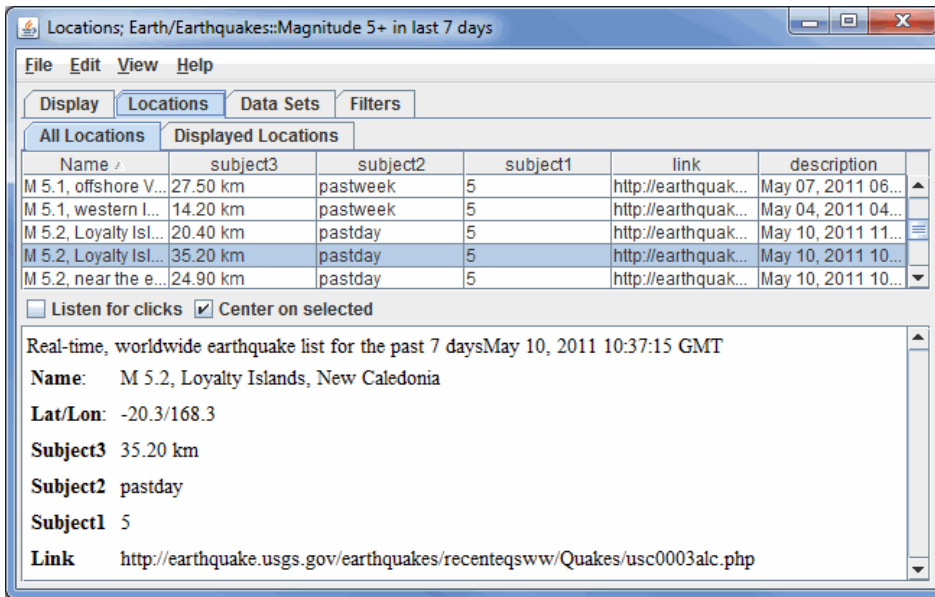 Locations; Earth/Earthquakes::Magnitude 5+ in last 7 days
File Edit View Help
Display Locations Data Sets Filters
All Locations Displayed Locations
Name subject3 subject2 subject1 link description
M 5.1, offshore V... 27.50 km pastweek 5 http://earthquak... May 07, 2011 06...
M 5.1, western I... 14.20 km pastweek 5 http://earthquak... May 04, 2011 04...
M 5.2, Loyalty Isl... 20.40 km pastday 5 http://earthquak... May 10, 2011 11...
M 5.2, Loyalty Isl... 35.20 km pastday 5 http://earthquak... May 10, 2011 10...
M 5.2, near the e... 24.90 km pastday 5 http://earthquak... May 10, 2011 10...
Listen for clicks Center on selected
Real-time, worldwide earthquake list for the past 7 daysMay 10, 2011 10:37:15 GMT
Name: M 5.2, Loyalty Islands, New Caledonia
Lat/Lon: -20.3/168.3
Subject3 35.20 km
Subject2 pastday
Subject1 5
Link http://earthquake.usgs.gov/earthquakes/recenteqsww/Quakes/usc0003alc.php